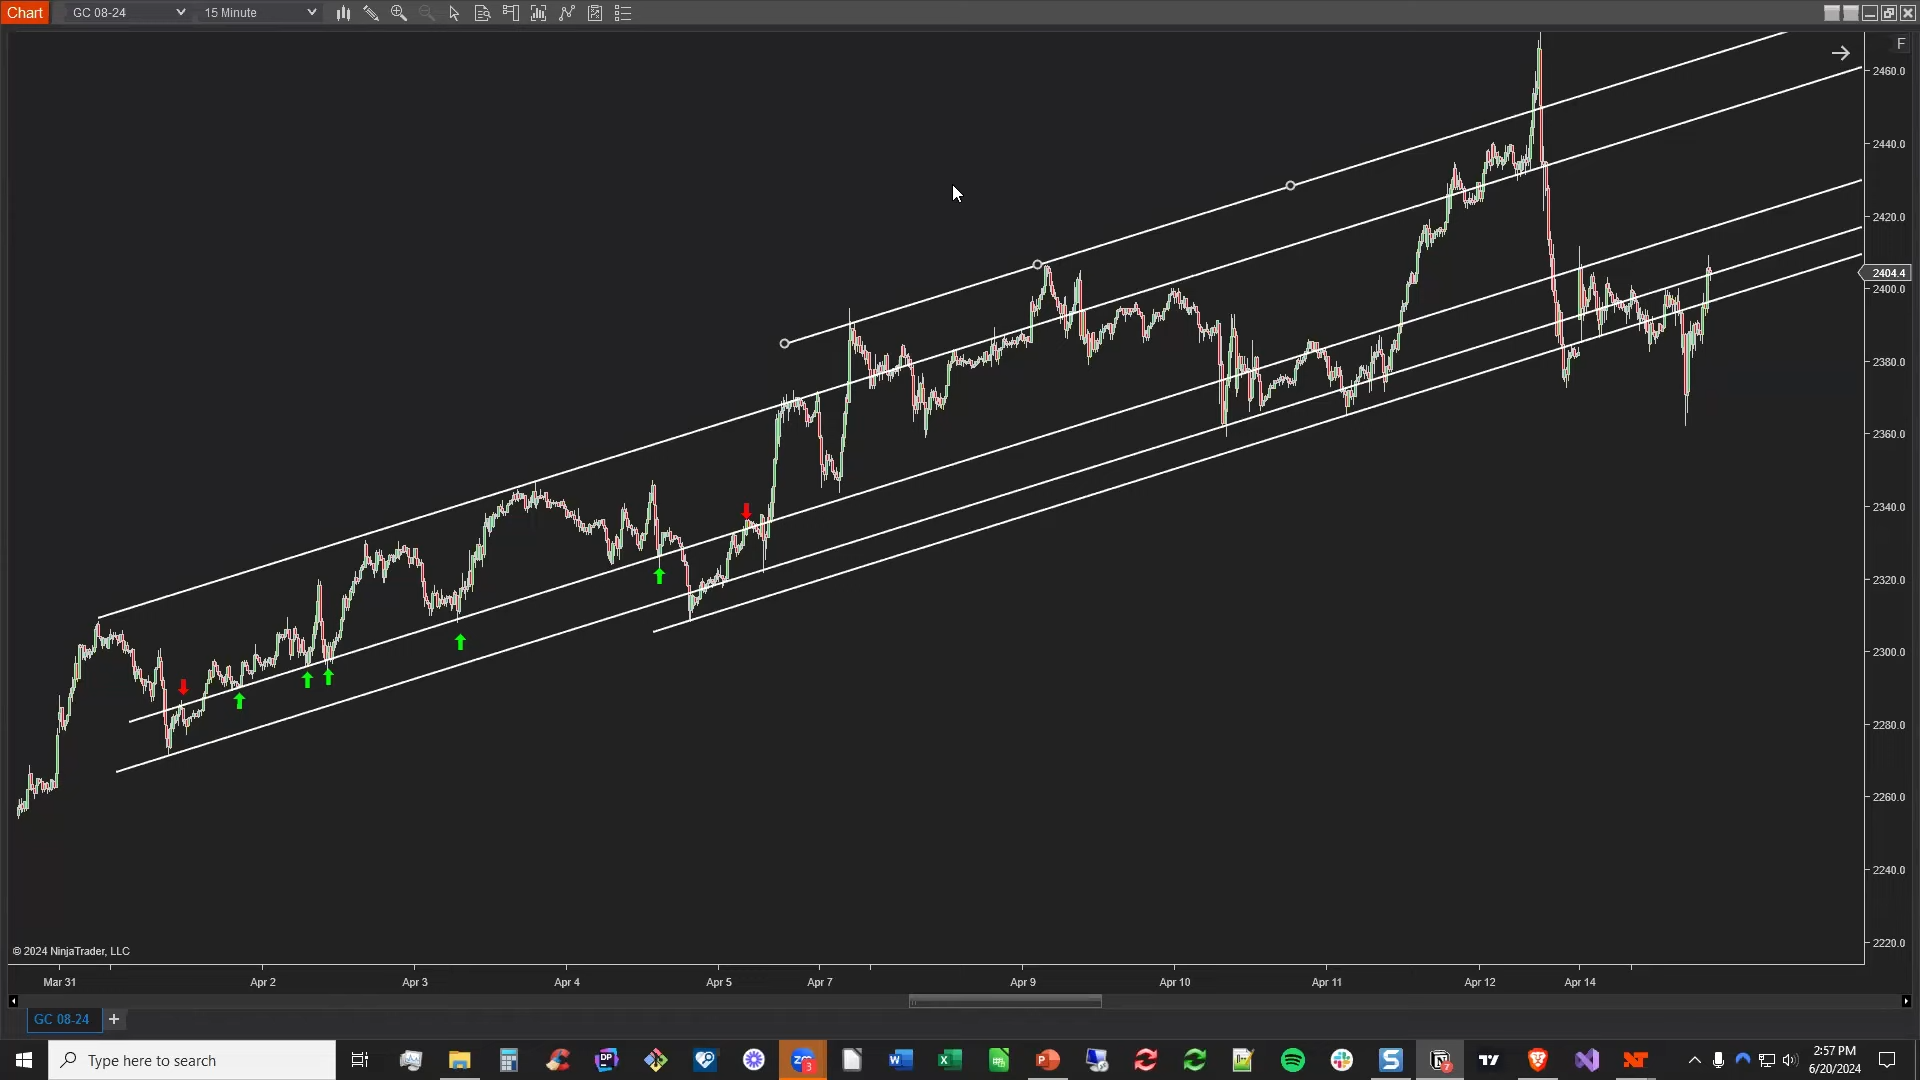 Chart GC 08-24 15 Minute
F
2460.0
2440.0
2420.0
2404.4
2400.0
2380.0
2360.0
2340.0
2320.0
2300.0
2280.0
2260.0
2240.0
2220.0
© 2024 NinjaTrader, LLC
Mar 31 Apr 2 Apr 3 Apr 4 Apr 5 Apr 7 Apr 9 Apr 10 Apr 11 Apr 12 Apr 14
GC 08-24 +
Type here to search
DP
3
7
2:57 PM
6/20/2024